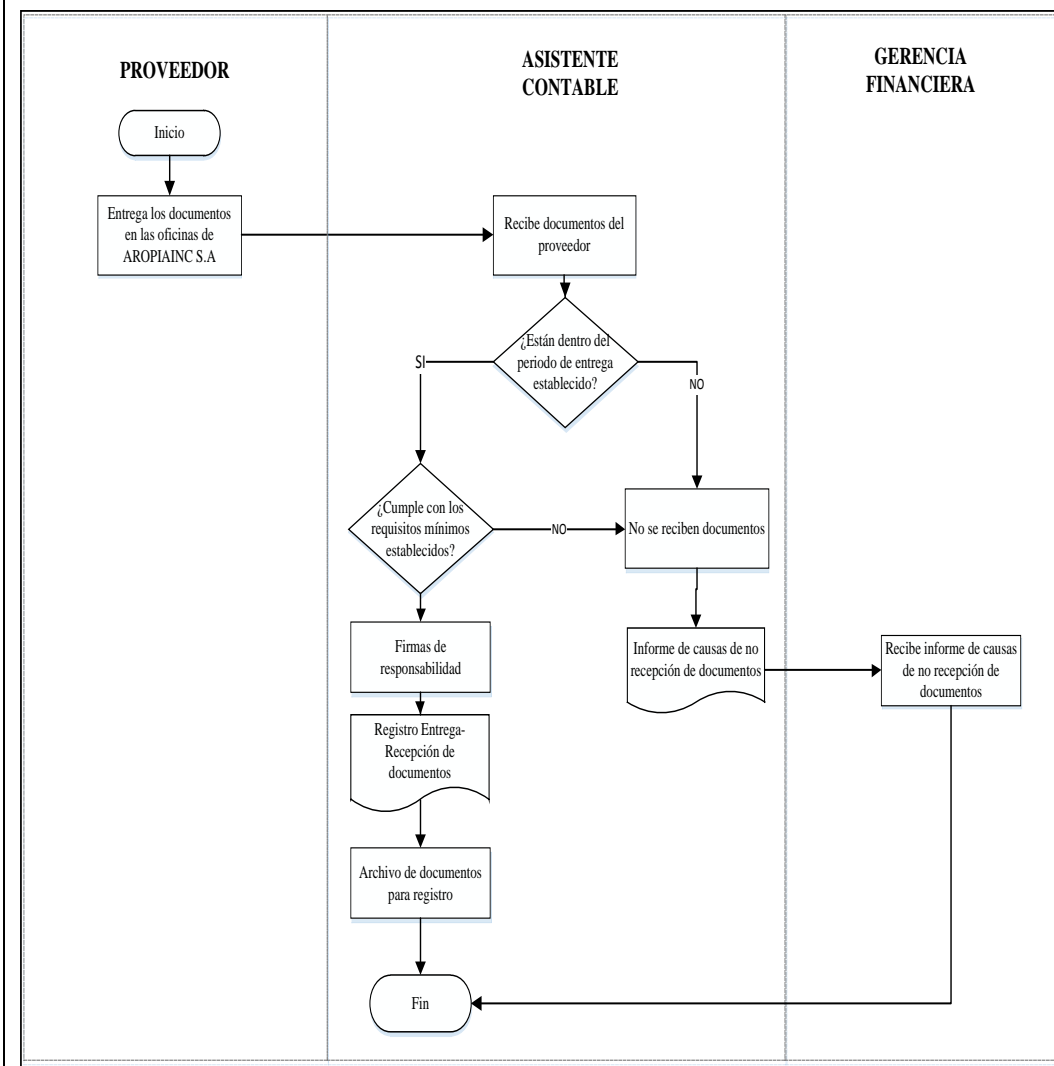 PROVEEDOR
ASISTENTE
CONTABLE
GERENCIA
FINANCIERA
Inicio
Entrega los documentos
en las oficinas de
AROPIAINC S.A
Recibe documentos del
proveedor
¿Están dentro del
periodo de entrega
establecido?
SI
NO
¿Cumple con los
requisitos mínimos
establecidos?
NO
No se reciben documentos
Firmas de
responsabilidad
Informe de causas de no
recepción de documentos
Recibe informe de causas
de no recepción de
documentos
Registro Entrega-
Recepción de
documentos
Archivo de documentos
para registro
Fin